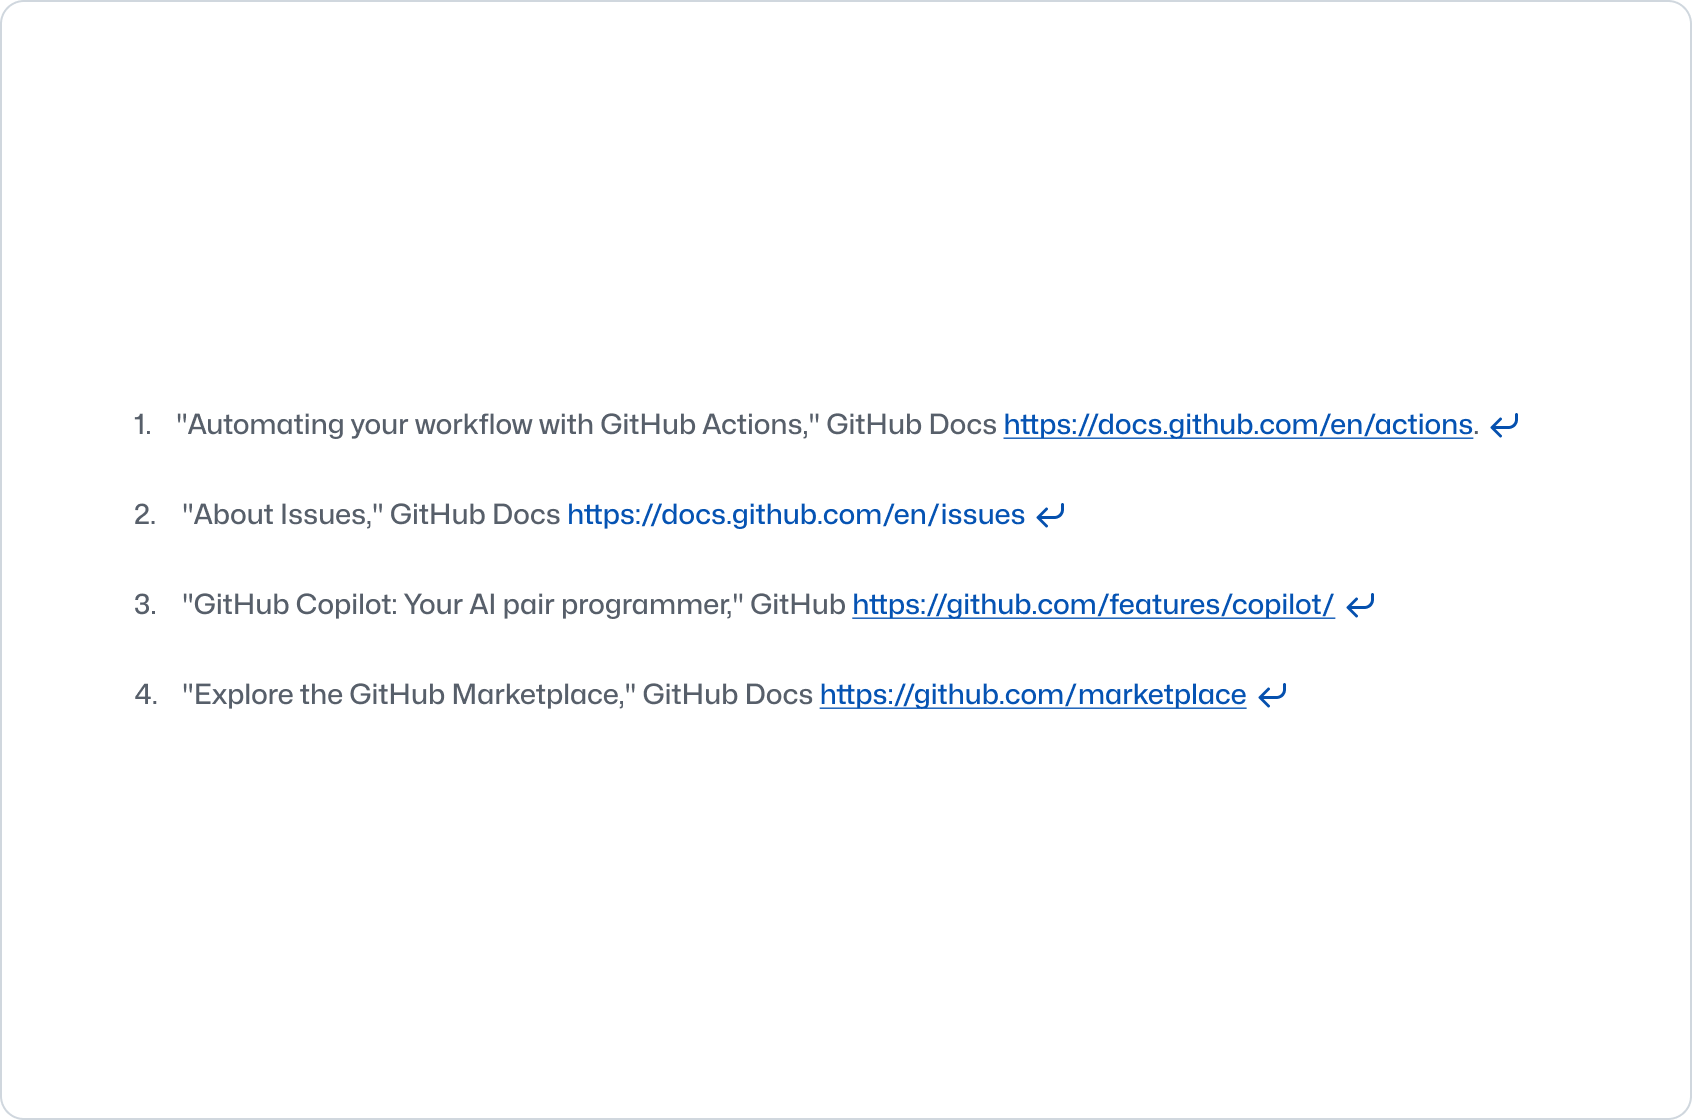 1. "Automating your workflow with GitHub Actions," GitHub Docs https://docs.github.com/en/actions. 
2. "About Issues," GitHub Docs https://docs.github.com/en/issues
3. "GitHub Copilot: Your AI pair programmer," GitHub https://github.com/features/copilot/
4. "Explore the GitHub Marketplace," GitHub Docs https://github.com/marketplace